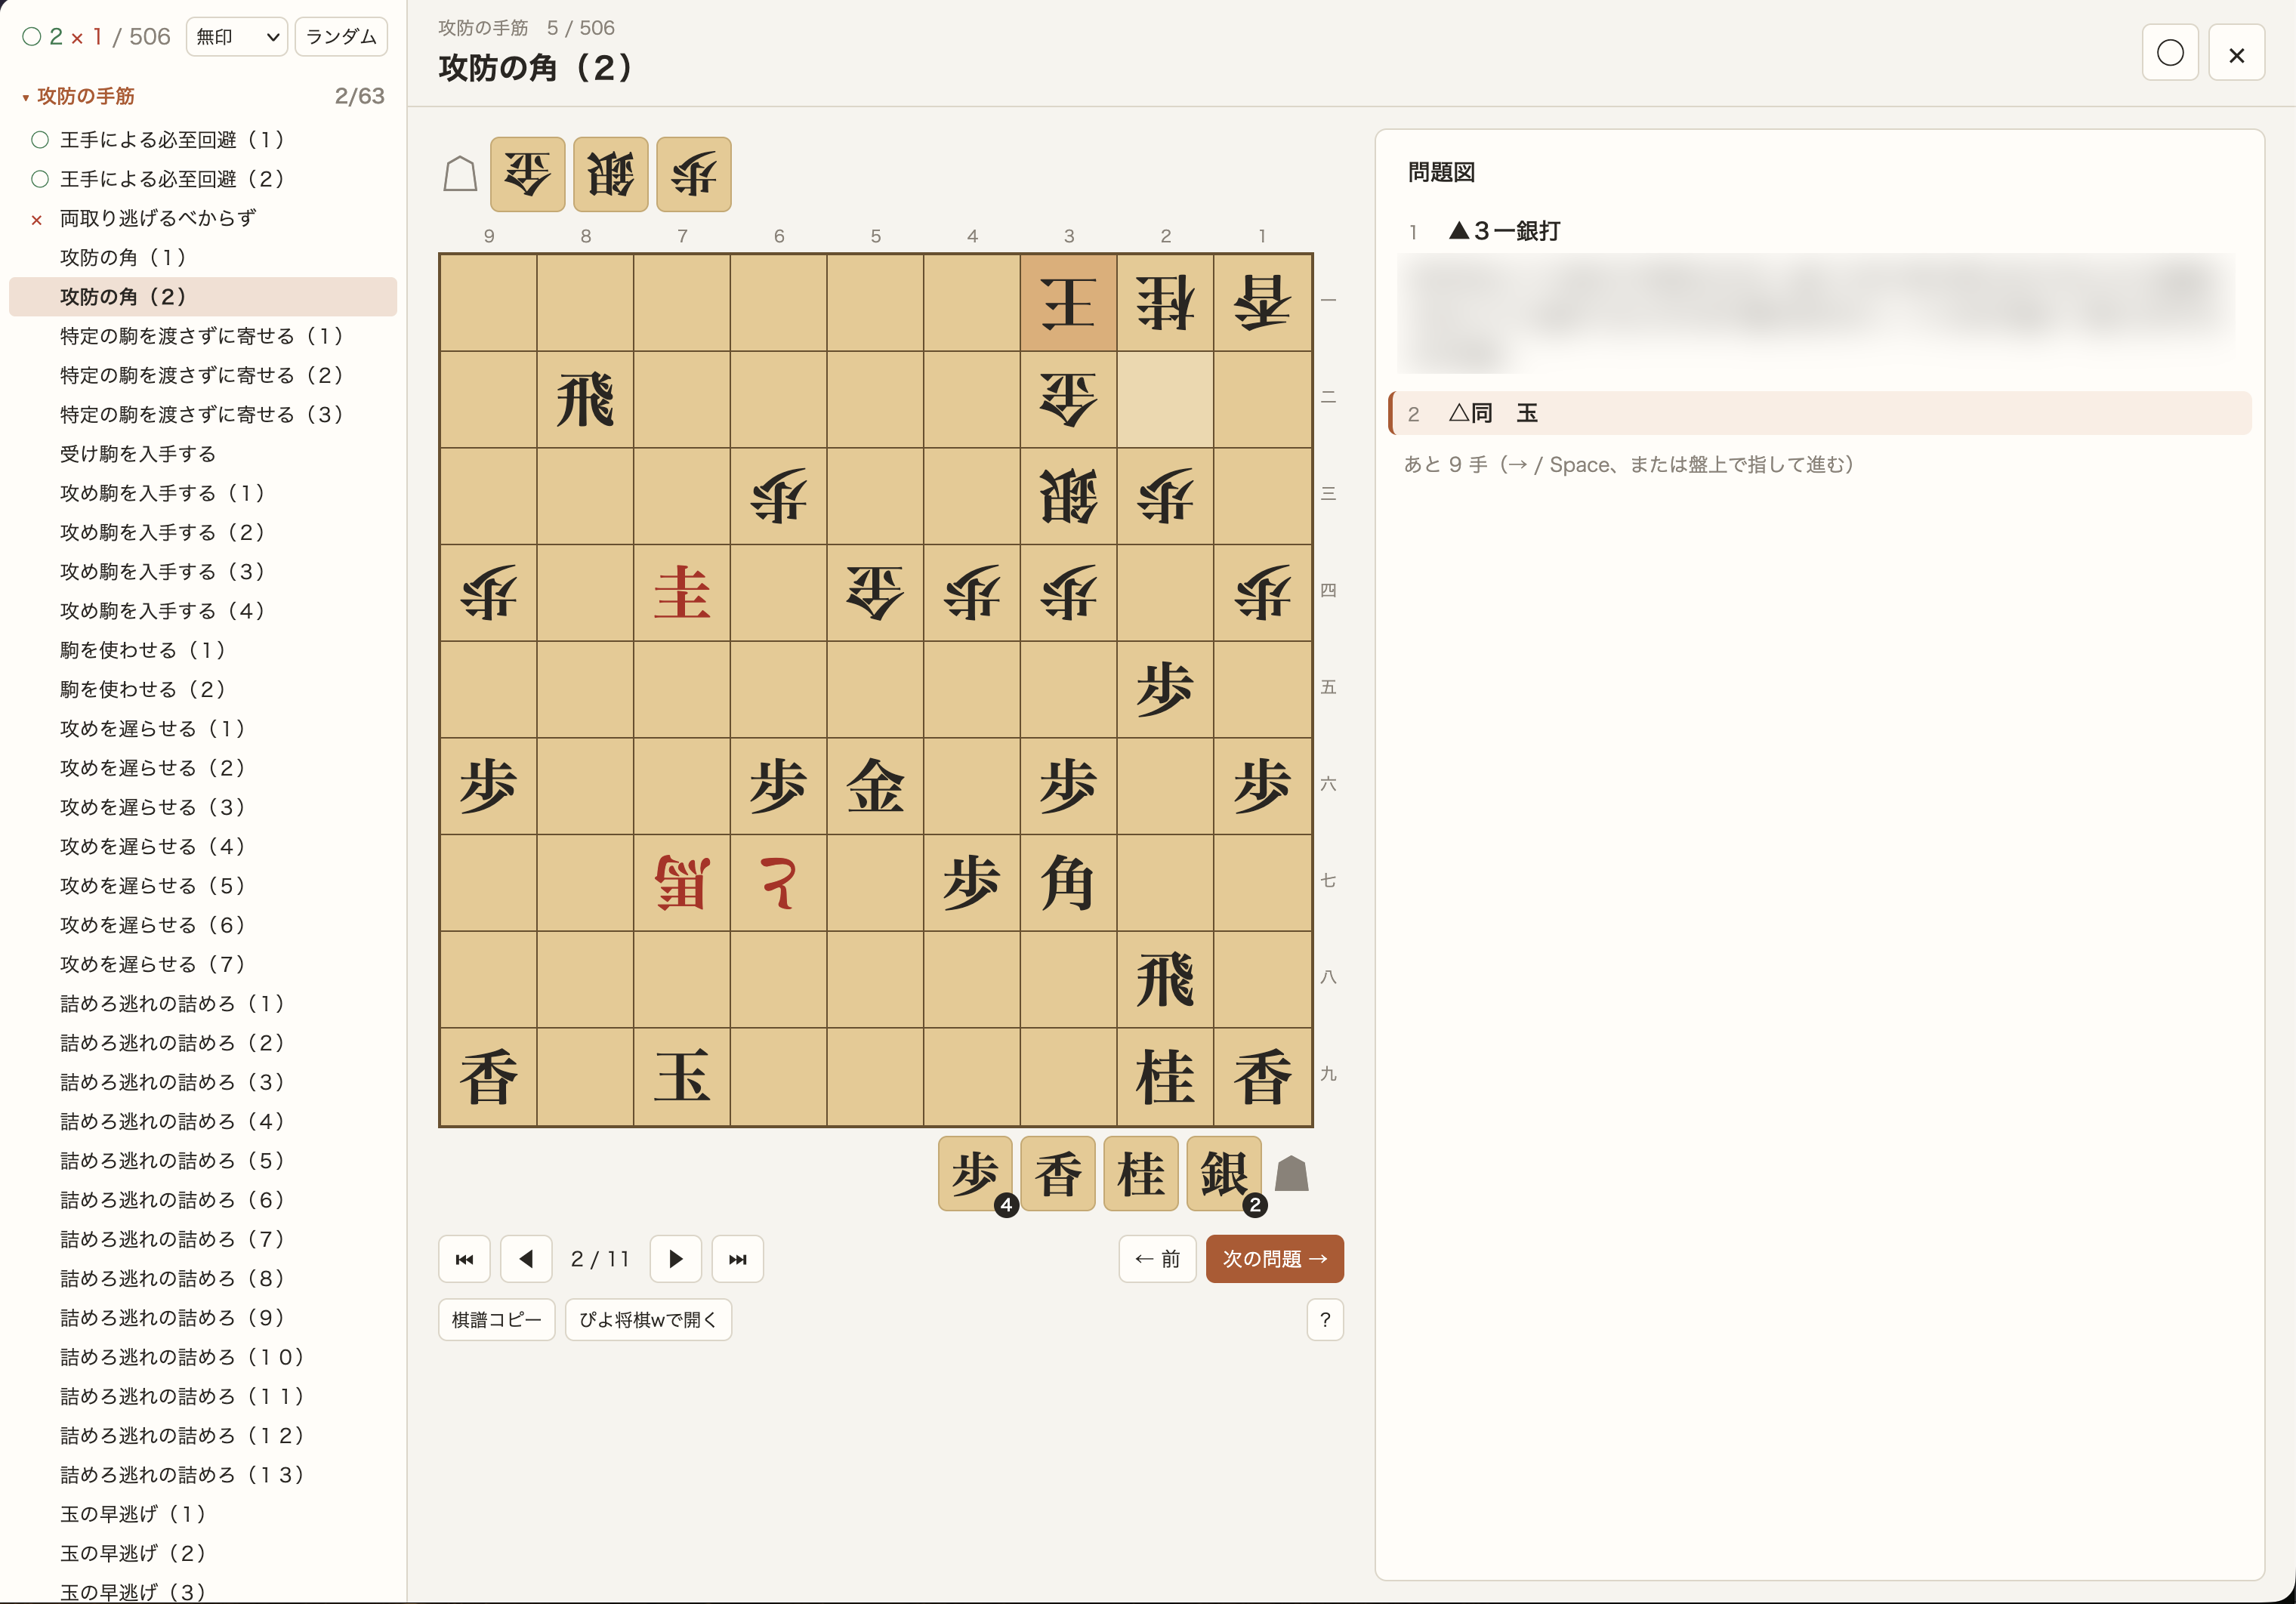 〇 2 × 1 / 506 無印 ランダム
▾ 攻防の手筋 2/63
〇 王手による必至回避（１）
〇 王手による必至回避（２）
× 両取り逃げるべからず
攻防の角（１）
攻防の角（２）
特定の駒を渡さずに寄せる（１）
特定の駒を渡さずに寄せる（２）
特定の駒を渡さずに寄せる（３）
受け駒を入手する
攻め駒を入手する（１）
攻め駒を入手する（２）
攻め駒を入手する（３）
攻め駒を入手する（４）
駒を使わせる（１）
駒を使わせる（２）
攻めを遅らせる（１）
攻めを遅らせる（２）
攻めを遅らせる（３）
攻めを遅らせる（４）
攻めを遅らせる（５）
攻めを遅らせる（６）
攻めを遅らせる（７）
詰めろ逃れの詰めろ（１）
詰めろ逃れの詰めろ（２）
詰めろ逃れの詰めろ（３）
詰めろ逃れの詰めろ（４）
詰めろ逃れの詰めろ（５）
詰めろ逃れの詰めろ（６）
詰めろ逃れの詰めろ（７）
詰めろ逃れの詰めろ（８）
詰めろ逃れの詰めろ（９）
詰めろ逃れの詰めろ（１０）
詰めろ逃れの詰めろ（１１）
詰めろ逃れの詰めろ（１２）
詰めろ逃れの詰めろ（１３）
玉の早逃げ（１）
玉の早逃げ（２）
玉の早逃げ（３）
攻防の手筋 5 / 506
攻防の角（２）
〇 ×
金 銀 歩
9 8 7 6 5 4 3 2 1
王 桂 香 一
飛 金 二
歩 銀 歩 三
歩 圭 金 歩 歩 歩 四
歩 五
歩 歩 金 歩 歩 六
馬 と 歩 角 七
飛 八
香 玉 桂 香 九
歩 4 香 桂 銀 2
⏮ ◀ 2 / 11 ▶ ⏭ ← 前 次の問題 →
棋譜コピー ぴよ将棋wで開く ?
問題図
1 ▲３一銀打
2 △同　玉
あと 9 手（→ / Space、または盤上で指して進む）